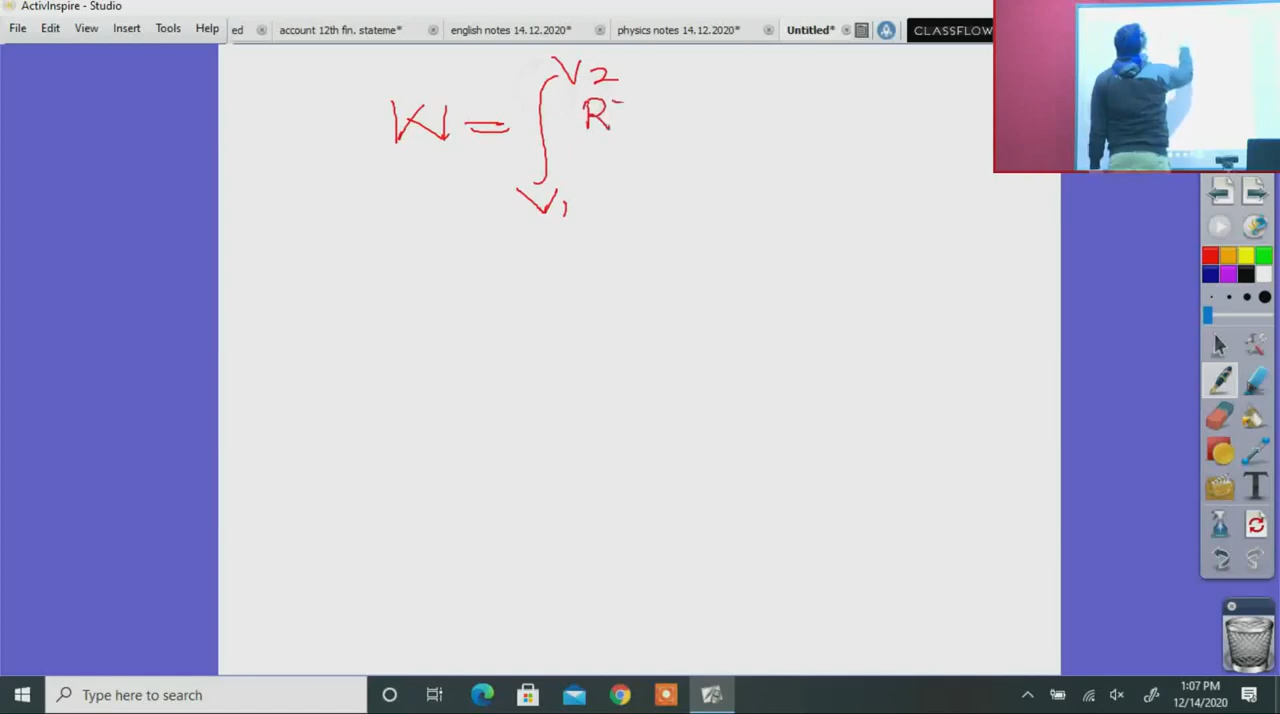 ActivInspire - Studio
File Edit View Insert Tools Help
ed account 12th fin. stateme* english notes 14.12.2020* physics notes 14.12.2020* Untitled* CLASSFLOW
V2
W = ∫ R
V1
T
Type here to search
1:07 PM
12/14/2020